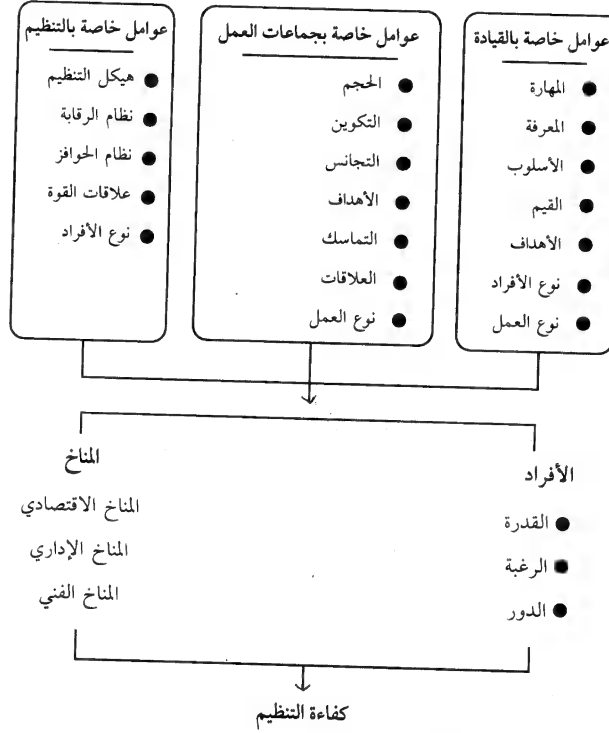 عوامل خاصة بالقيادة
المهارة
المعرفة
الأسلوب
القيم
الأهداف
نوع الأفراد
نوع العمل
عوامل خاصة بجماعات العمل
الحجم
التكوين
التجانس
الأهداف
التماسك
العلاقات
نوع العمل
عوامل خاصة بالتنظيم
هيكل التنظيم
نظام الرقابة
نظام الحوافز
علاقات القوة
نوع الأفراد
الأفراد
القدرة
الرغبة
الدور
المناخ
المناخ الاقتصادي
المناخ الإداري
المناخ الفني
كفاءة التنظيم